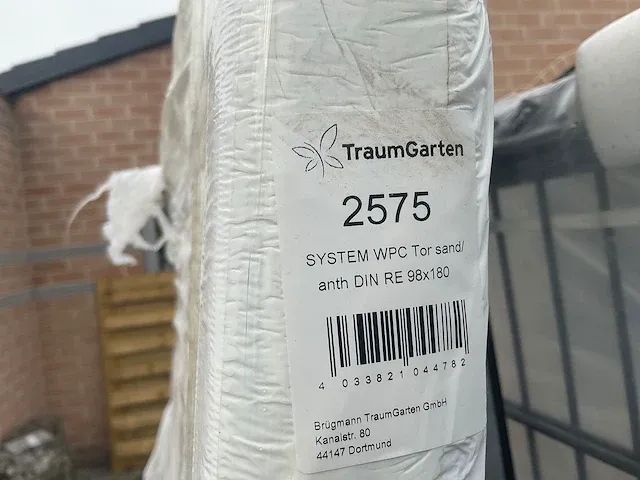 TraumGarten
2575
SYSTEM WPC Tor sand/
anth DIN RE 98x180
4 033821 044782
Brügmann TraumGarten GmbH
Kanalstr. 80
44147 Dortmund